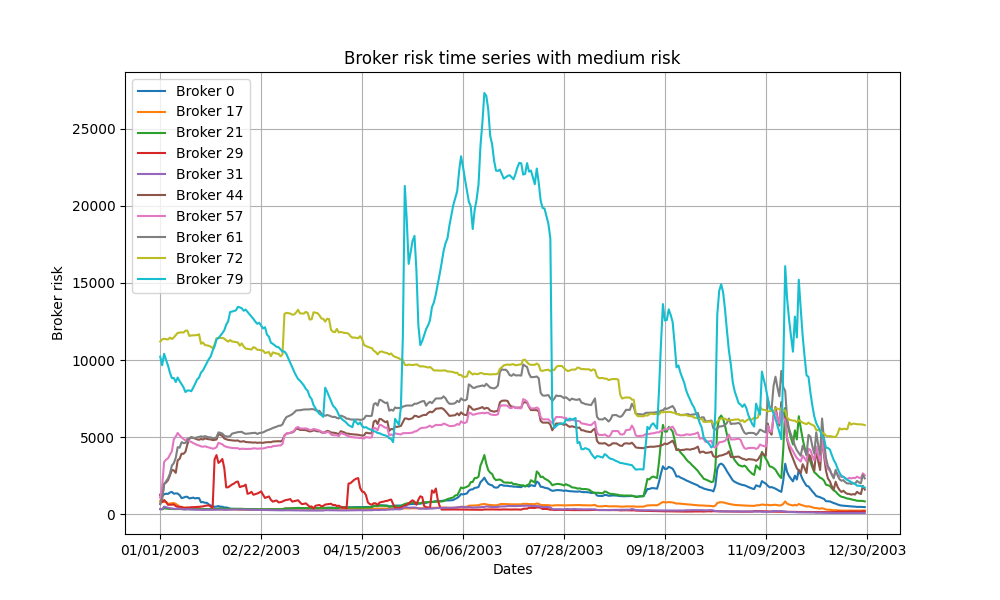 Broker risk time series with medium risk
Broker 0
Broker 17
Broker 21
Broker 29
Broker 31
Broker 44
Broker 57
Broker 61
Broker 72
Broker 79
25000
20000
15000
10000
5000
0
Broker risk
01/01/2003 02/22/2003 04/15/2003 06/06/2003 07/28/2003 09/18/2003 11/09/2003 12/30/2003
Dates